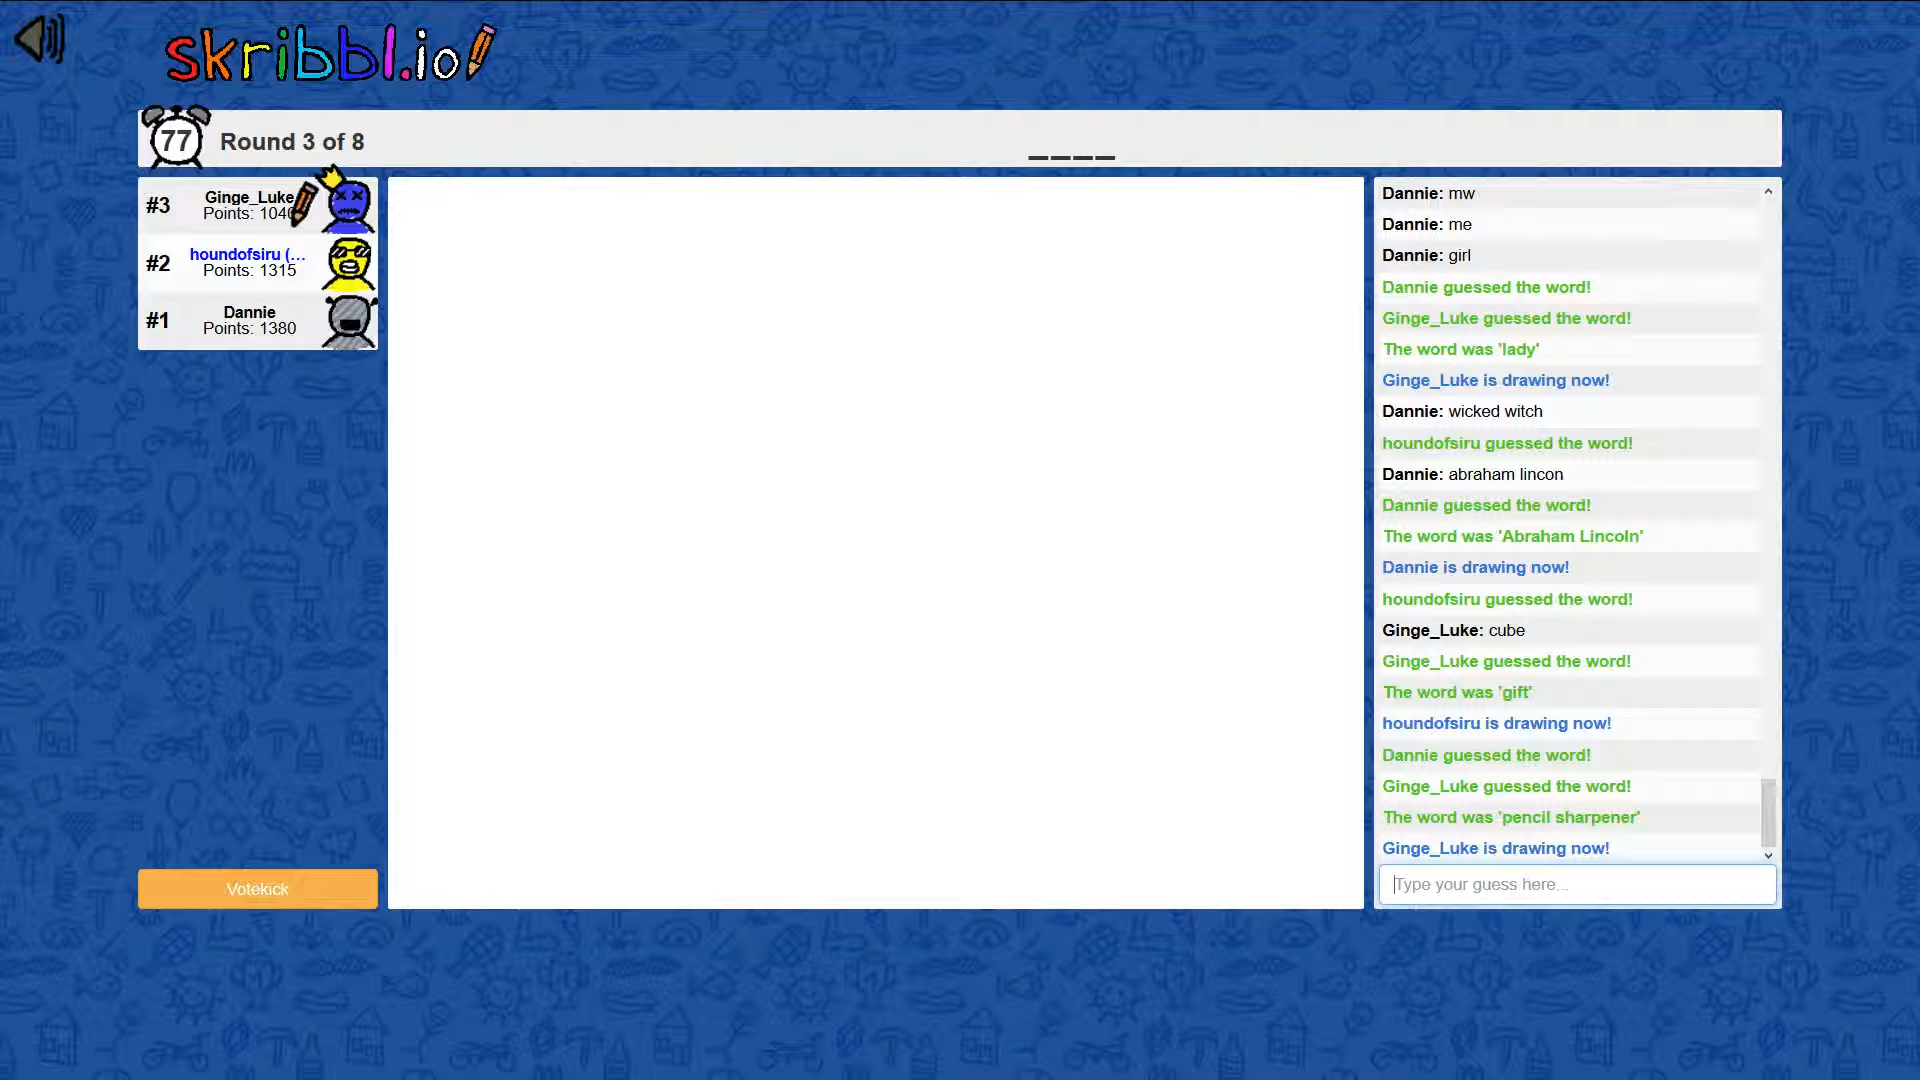 skribbl.io
77
Round 3 of 8
____
#3
Ginge_Luke
Points: 1040
#2
houndofsiru (...
Points: 1315
#1
Dannie
Points: 1380
Votekick
Dannie: mw
Dannie: me
Dannie: girl
Dannie guessed the word!
Ginge_Luke guessed the word!
The word was 'lady'
Ginge_Luke is drawing now!
Dannie: wicked witch
houndofsiru guessed the word!
Dannie: abraham lincon
Dannie guessed the word!
The word was 'Abraham Lincoln'
Dannie is drawing now!
houndofsiru guessed the word!
Ginge_Luke: cube
Ginge_Luke guessed the word!
The word was 'gift'
houndofsiru is drawing now!
Dannie guessed the word!
Ginge_Luke guessed the word!
The word was 'pencil sharpener'
Ginge_Luke is drawing now!
Type your guess here...